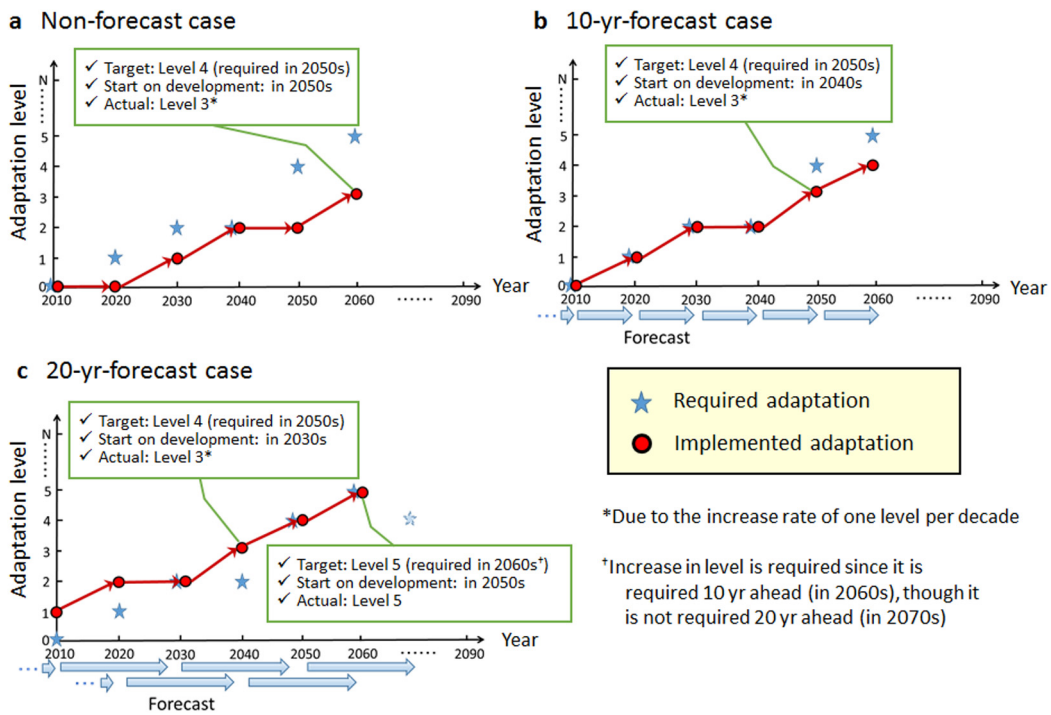 a Non-forecast case
✓ Target: Level 4 (required in 2050s)
✓ Start on development: in 2050s
✓ Actual: Level 3*
Adaptation level
N
5
4
3
2
1
0
2010 2020 2030 2040 2050 2060 ...... 2090
Year
b 10-yr-forecast case
✓ Target: Level 4 (required in 2050s)
✓ Start on development: in 2040s
✓ Actual: Level 3*
Adaptation level
N
5
4
3
2
1
0
2010 2020 2030 2040 2050 2060 ...... 2090
Year
Forecast
c 20-yr-forecast case
✓ Target: Level 4 (required in 2050s)
✓ Start on development: in 2030s
✓ Actual: Level 3*
Adaptation level
N
5
4
3
2
1
0
✓ Target: Level 5 (required in 2060s†)
✓ Start on development: in 2050s
✓ Actual: Level 5
2010 2020 2030 2040 2050 2060 ...... 2090
Year
Forecast
Required adaptation
Implemented adaptation
*Due to the increase rate of one level per decade
†Increase in level is required since it is
required 10 yr ahead (in 2060s), though it
is not required 20 yr ahead (in 2070s)